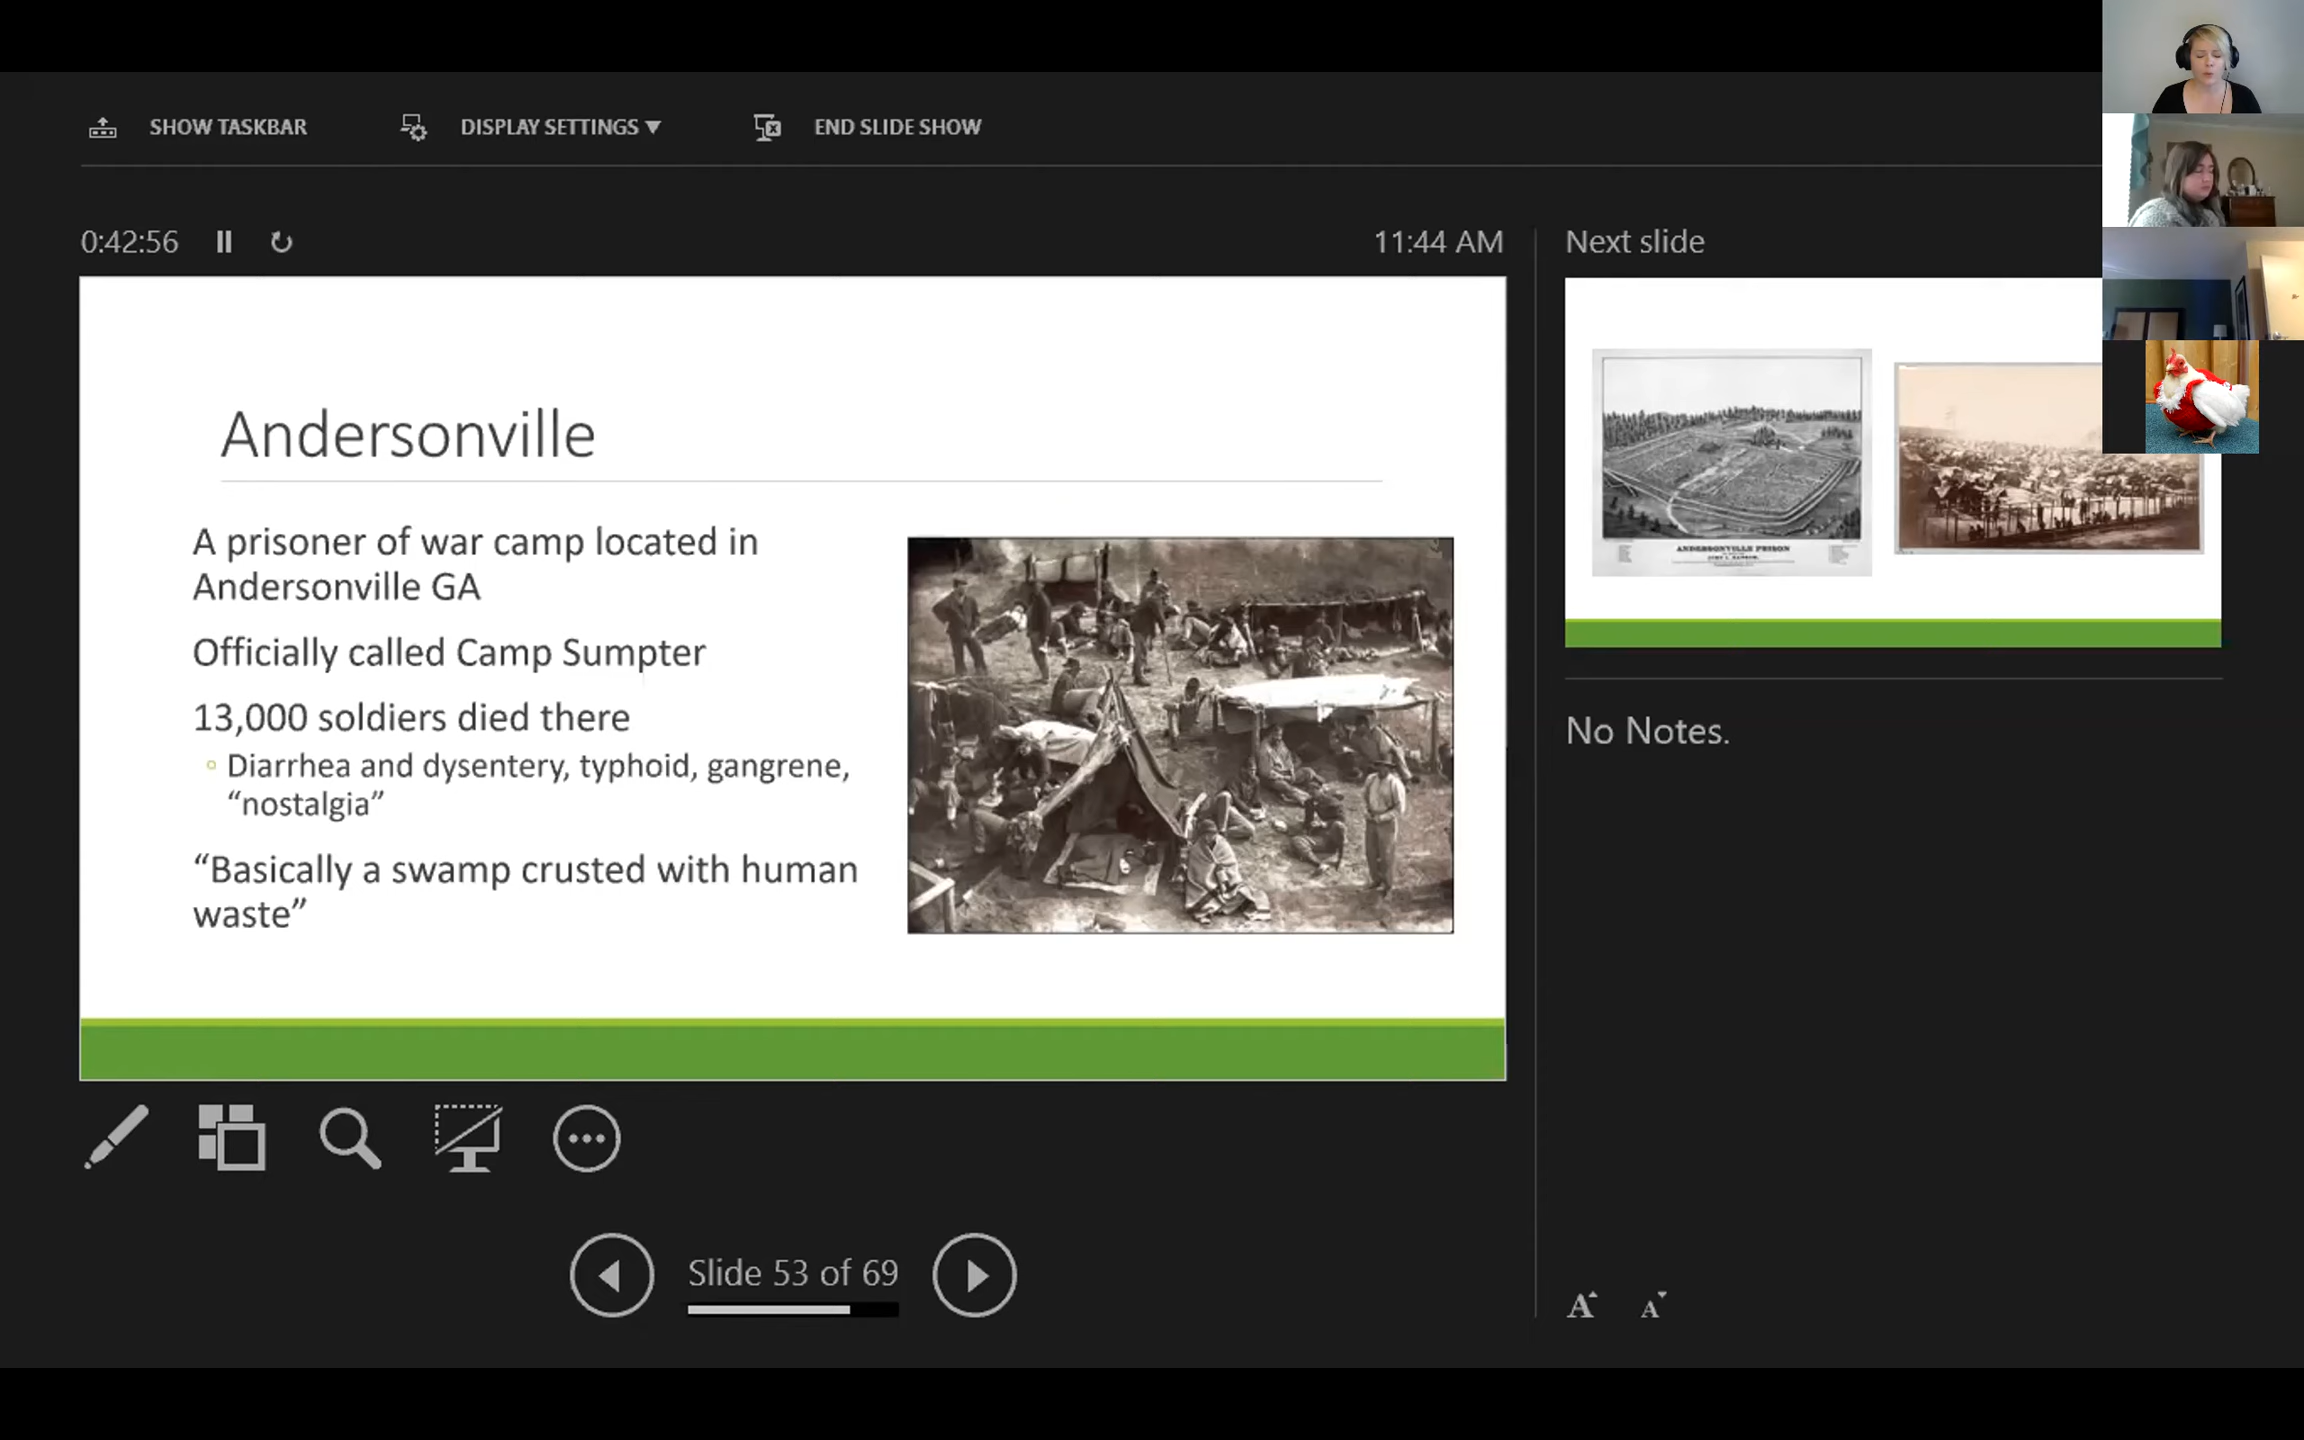 SHOW TASKBAR
DISPLAY SETTINGS ▼
END SLIDE SHOW
0:42:56
11:44 AM
Next slide
Andersonville
A prisoner of war camp located in
Andersonville GA
Officially called Camp Sumpter
13,000 soldiers died there
Diarrhea and dysentery, typhoid, gangrene,
“nostalgia”
“Basically a swamp crusted with human
waste”
ANDERSONVILLE PRISON
No Notes.
Slide 53 of 69
A A